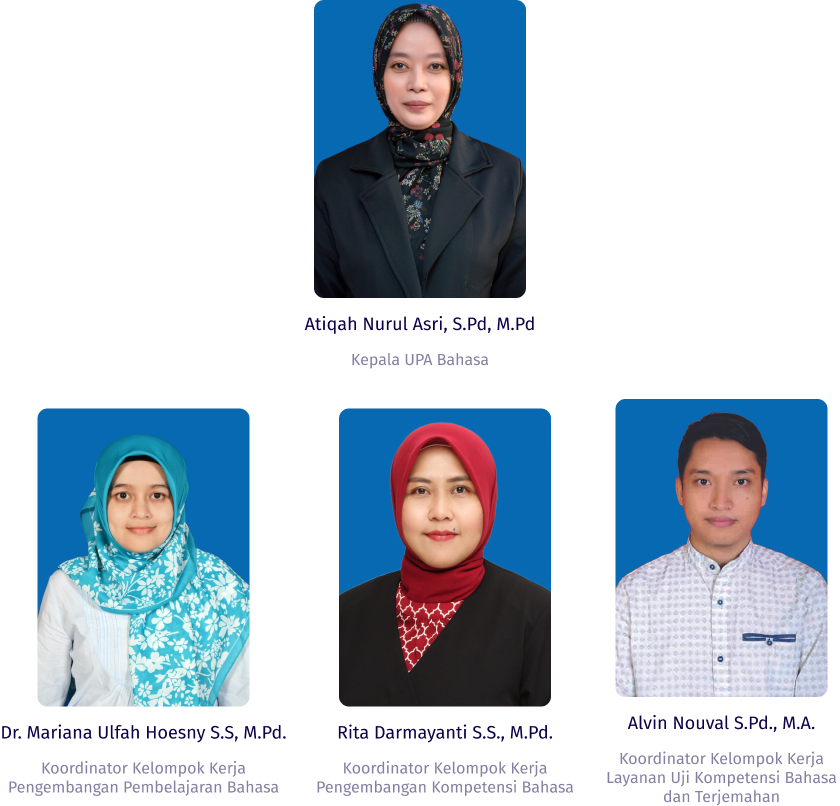 Atiqah Nurul Asri, S.Pd, M.Pd
Kepala UPA Bahasa
Dr. Mariana Ulfah Hoesny S.S, M.Pd.
Koordinator Kelompok Kerja
Pengembangan Pembelajaran Bahasa
Rita Darmayanti S.S., M.Pd.
Koordinator Kelompok Kerja
Pengembangan Kompetensi Bahasa
Alvin Nouval S.Pd., M.A.
Koordinator Kelompok Kerja
Layanan Uji Kompetensi Bahasa
dan Terjemahan